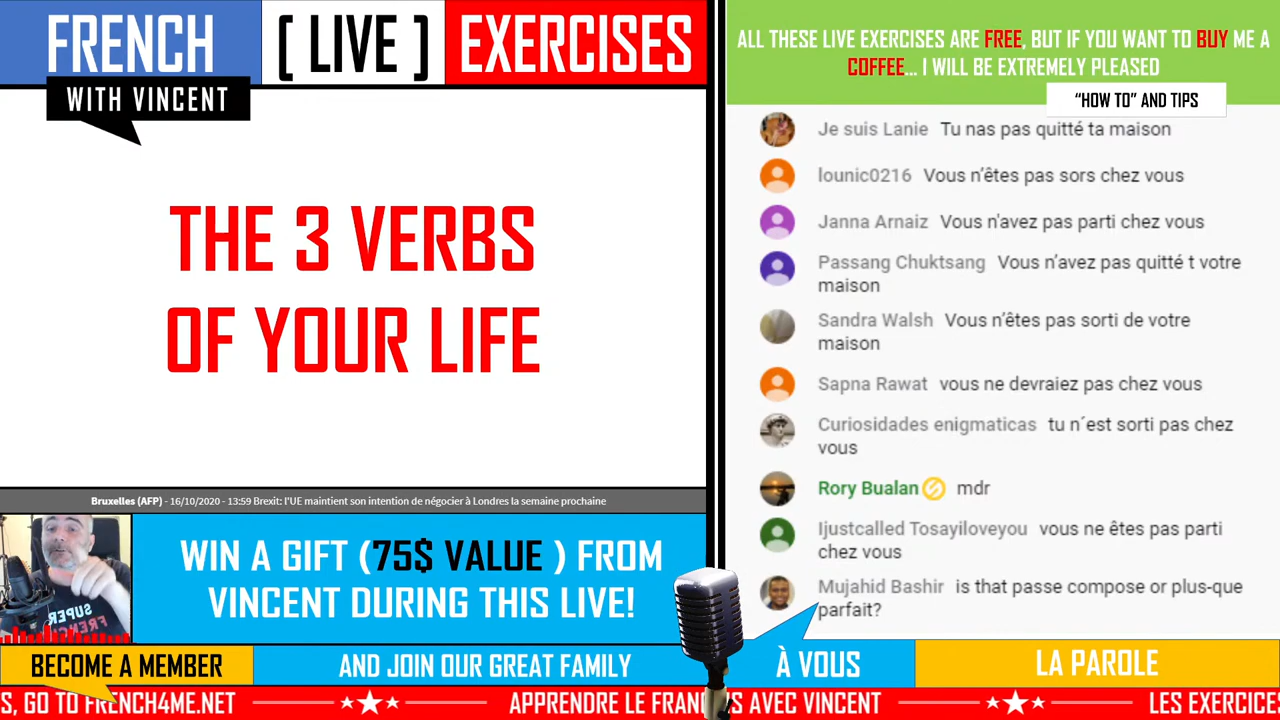 FRENCH [ LIVE ] EXERCISES
WITH VINCENT
THE 3 VERBS
OF YOUR LIFE
Bruxelles (AFP) - 16/10/2020 - 13:59 Brexit: l'UE maintient son intention de négocier à Londres la semaine prochaine
WIN A GIFT (75$ VALUE ) FROM
VINCENT DURING THIS LIVE!
BECOME A MEMBER
AND JOIN OUR GREAT FAMILY
ALL THESE LIVE EXERCISES ARE FREE, BUT IF YOU WANT TO BUY ME A
COFFEE... I WILL BE EXTREMELY PLEASED
"HOW TO" AND TIPS
Je suis Lanie Tu nas pas quitté ta maison
lounic0216 Vous n'êtes pas sors chez vous
Janna Arnaiz Vous n'avez pas parti chez vous
Passang Chuktsang Vous n'avez pas quitté t votre
maison
Sandra Walsh Vous n'êtes pas sorti de votre
maison
Sapna Rawat vous ne devraiez pas chez vous
Curiosidades enigmaticas tu n´est sorti pas chez
vous
Rory Bualan mdr
Ijustcalled Tosayiloveyou vous ne êtes pas parti
chez vous
Mujahid Bashir is that passe compose or plus-que
parfait?
À VOUS
LA PAROLE
S, GO TO FRENCH4ME.NET
APPRENDRE LE FRAN S AVEC VINCENT
LES EXERCICE